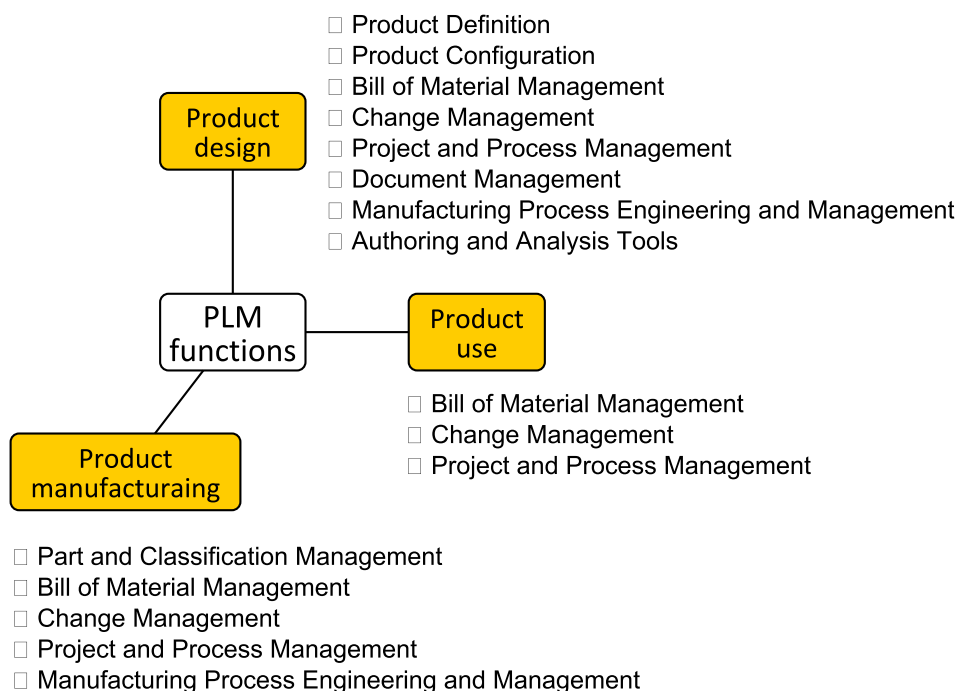 □ Product Definition
□ Product Configuration
□ Bill of Material Management
□ Change Management
□ Project and Process Management
□ Document Management
□ Manufacturing Process Engineering and Management
□ Authoring and Analysis Tools
Product
design
PLM
functions
Product
use
□ Bill of Material Management
□ Change Management
□ Project and Process Management
Product
manufacturaing
□ Part and Classification Management
□ Bill of Material Management
□ Change Management
□ Project and Process Management
□ Manufacturing Process Engineering and Management